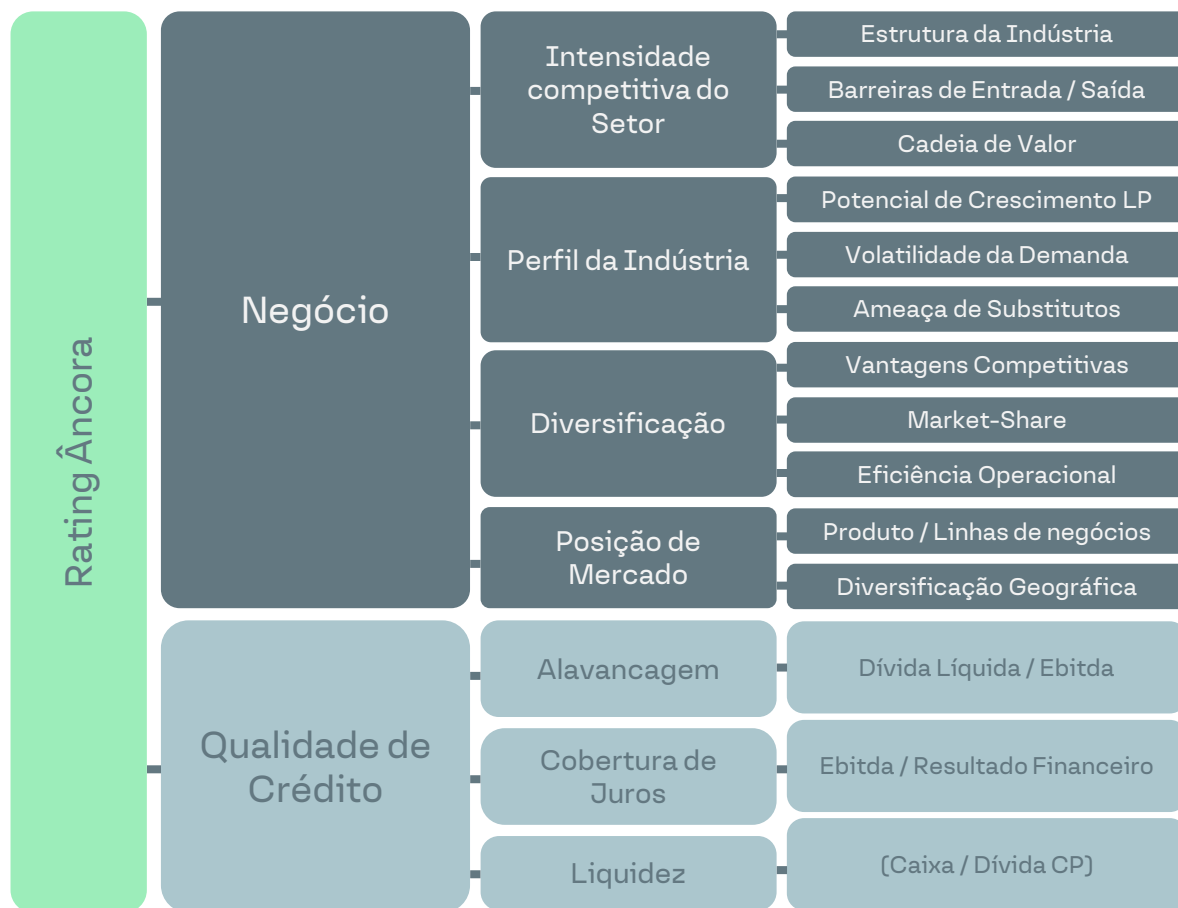 Rating Âncora
Negócio
Intensidade
competitiva do
Setor
Estrutura da Indústria
Barreiras de Entrada / Saída
Cadeia de Valor
Perfil da Indústria
Potencial de Crescimento LP
Volatilidade da Demanda
Ameaça de Substitutos
Diversificação
Vantagens Competitivas
Market-Share
Eficiência Operacional
Posição de
Mercado
Produto / Linhas de negócios
Diversificação Geográfica
Qualidade de
Crédito
Alavancagem
Dívida Líquida / Ebitda
Cobertura de
Juros
Ebitda / Resultado Financeiro
Liquidez
(Caixa / Dívida CP)